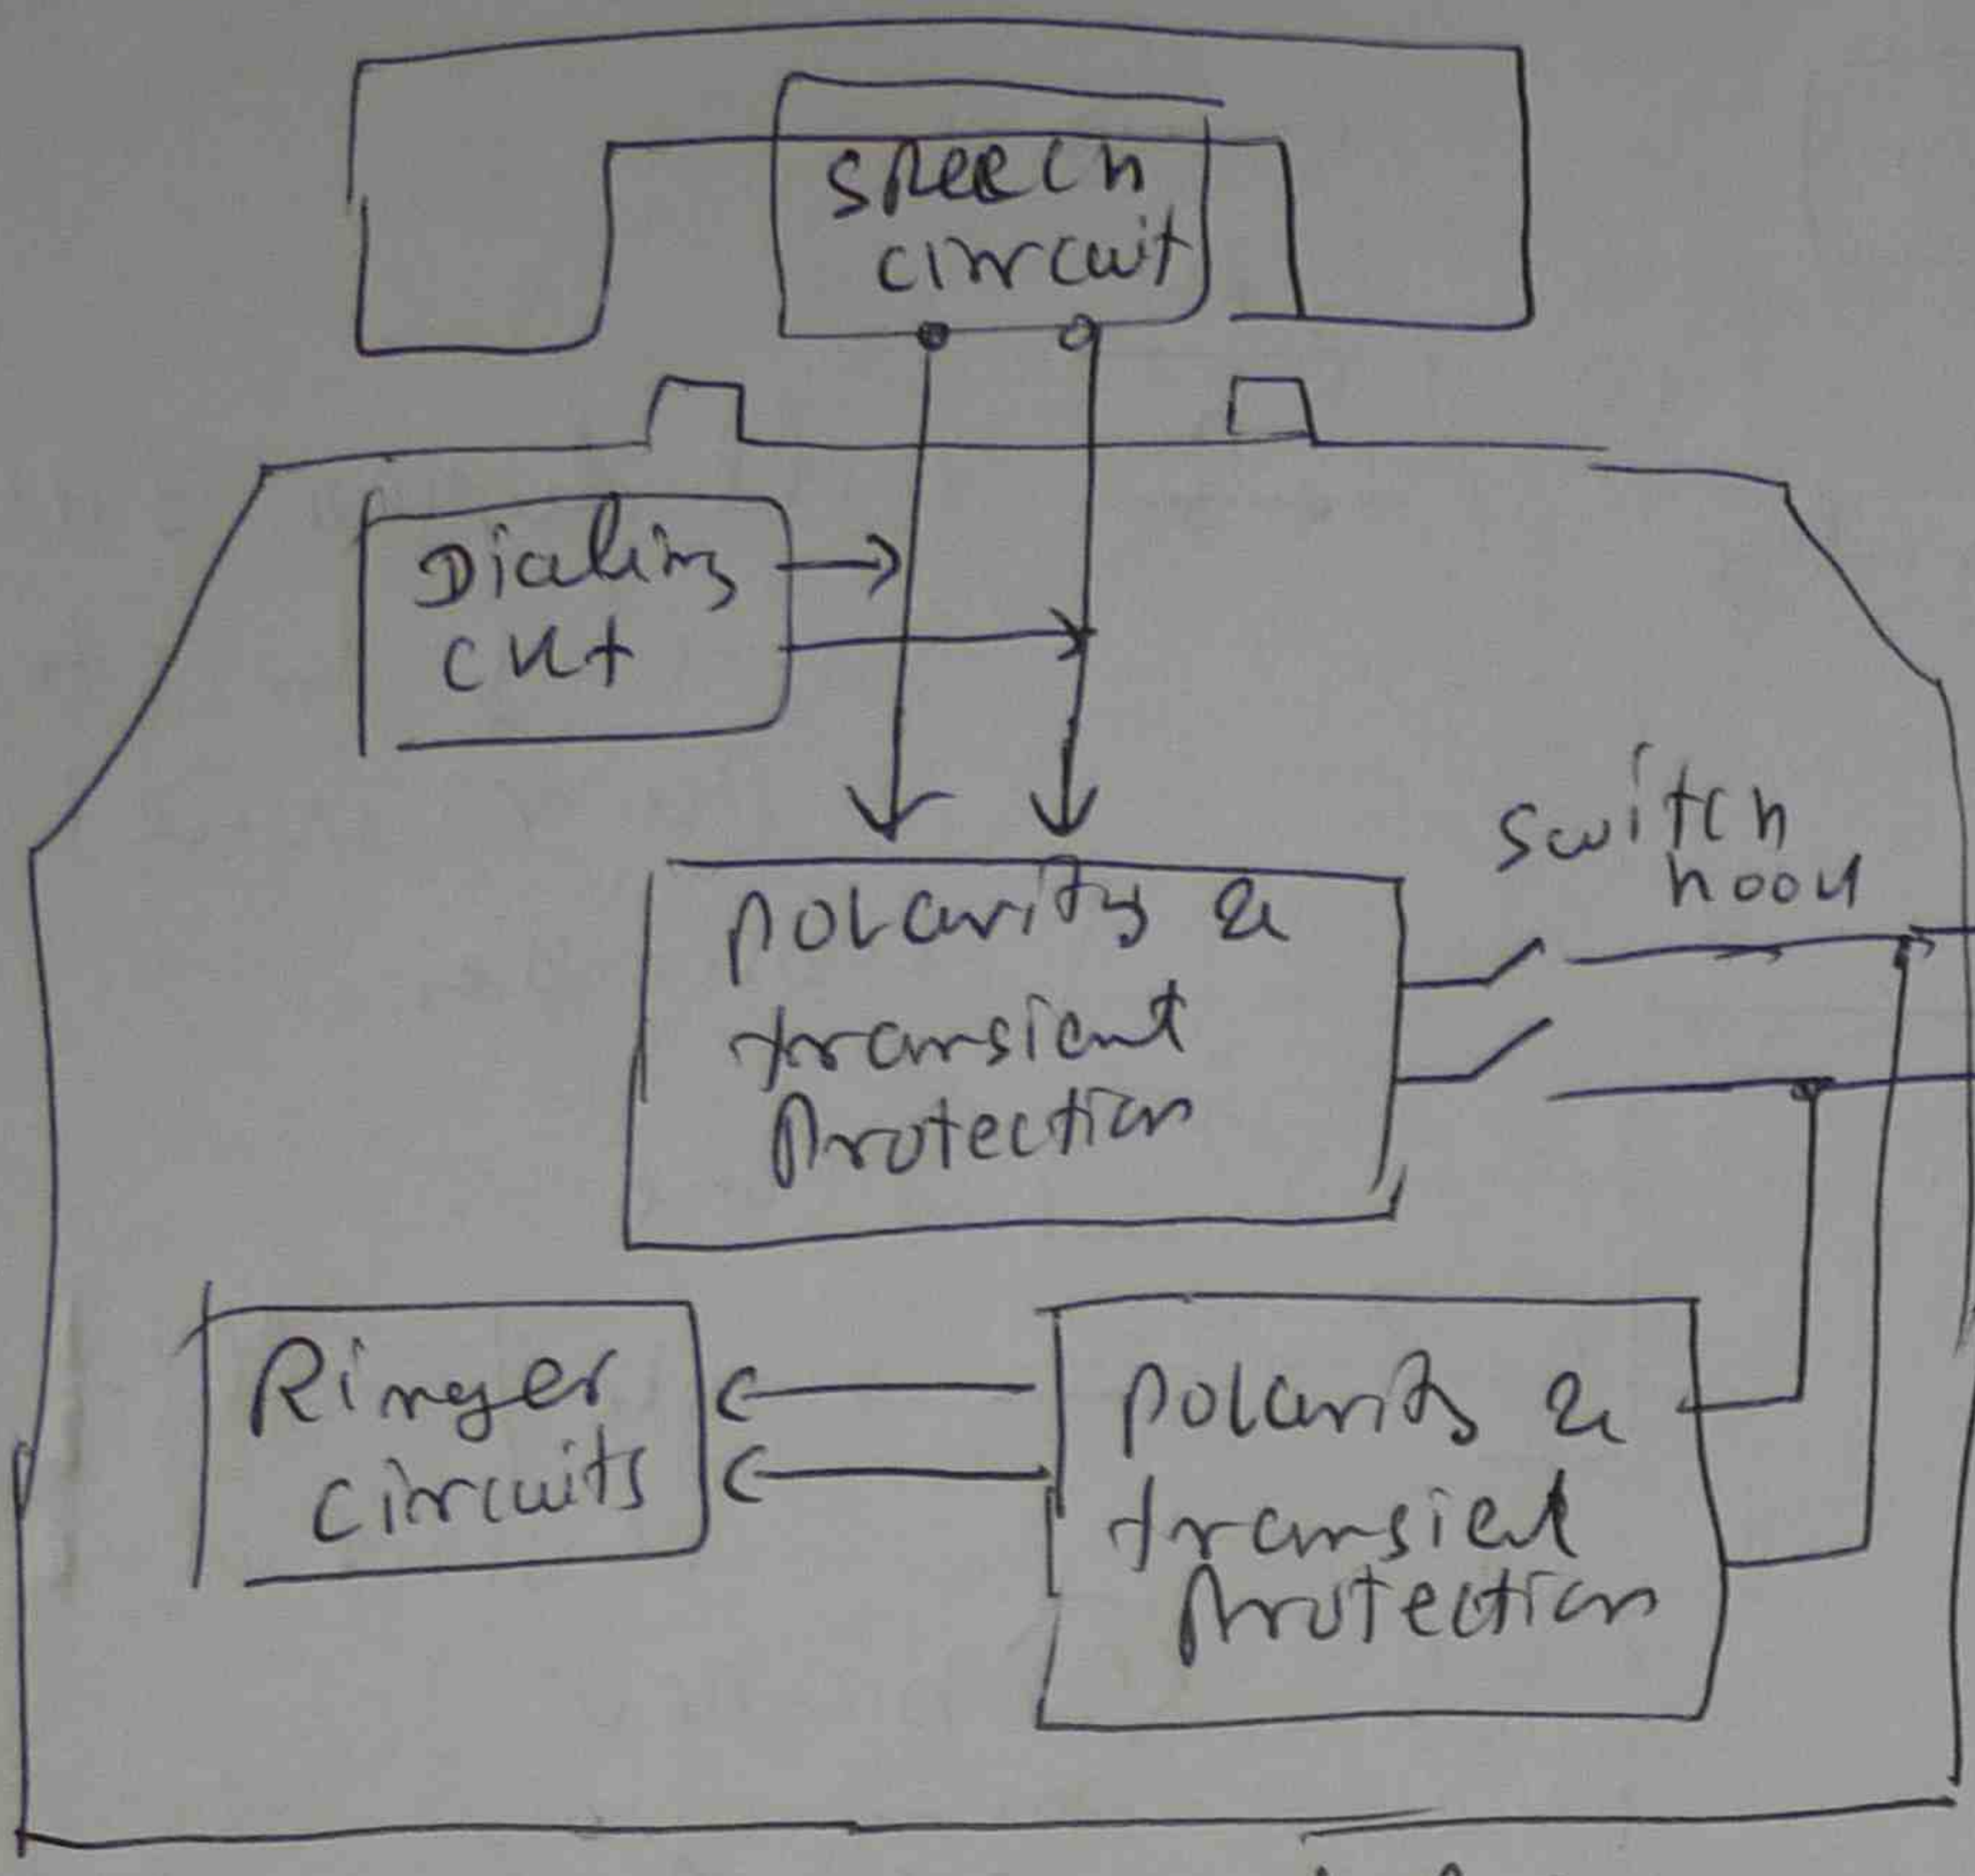 Speech
circuit
Dialing
ckt
Switch
hook
Polarity &
transient
Protection
Ringer
circuits
Polarity &
transient
Protection